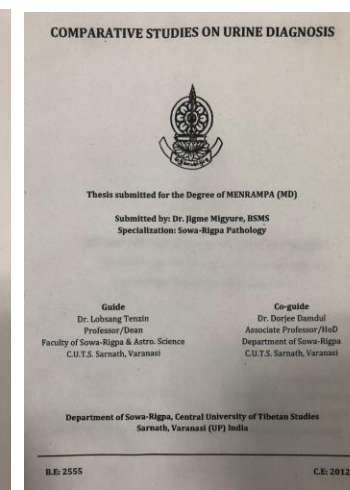 COMPARATIVE STUDIES ON URINE DIAGNOSIS
Thesis submitted for the Degree of MENRAMPA (MD)
Submitted by: Dr. Jigme Migyure, BSMS
Specialization: Sowa-Rigpa Pathology
Guide
Dr. Lobsang Tenzin
Professor/Dean
Faculty of Sowa-Rigpa & Astro. Science
C.U.T.S. Sarnath, Varanasi
Co-guide
Dr. Dorjee Damdul
Associate Professor/HoD
Department of Sowa-Rigpa
C.U.T.S. Sarnath, Varanasi
Department of Sowa-Rigpa, Central University of Tibetan Studies
Sarnath, Varanasi (UP) India
B.E: 2555 C.E: 2012